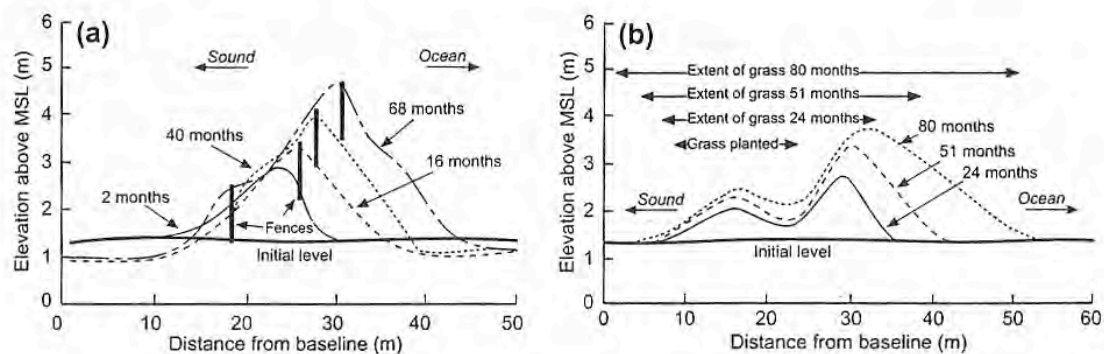 (a)
Elevation above MSL (m)
6
5
4
3
2
1
0
Sound
Ocean
68 months
40 months
16 months
2 months
Fences
Initial level
0 10 20 30 40 50
Distance from baseline (m)
(b)
Elevation above MSL (m)
6
5
4
3
2
1
0
Extent of grass 80 months
Extent of grass 51 months
Extent of grass 24 months
Grass planted
80 months
51 months
24 months
Sound
Ocean
Initial level
0 10 20 30 40 50 60
Distance from baseline (m)